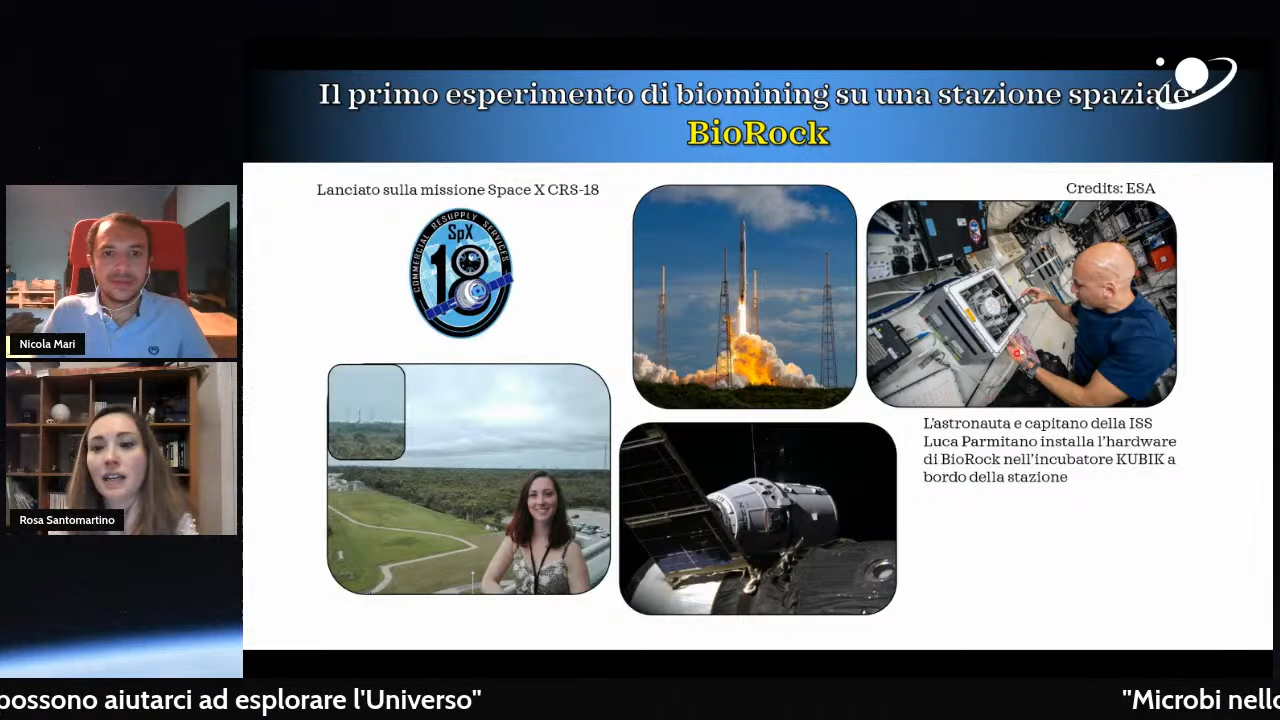 Il primo esperimento di biomining su una stazione spaziale:
BioRock
Lanciato sulla missione Space X CRS-18
COMMERCIAL RESUPPLY SERVICES
SpX
18
Credits: ESA
L'astronauta e capitano della ISS
Luca Parmitano installa l'hardware
di BioRock nell'incubatore KUBIK a
bordo della stazione
Nicola Mari
Rosa Santomartino
possono aiutarci ad esplorare l'Universo"
"Microbi nello